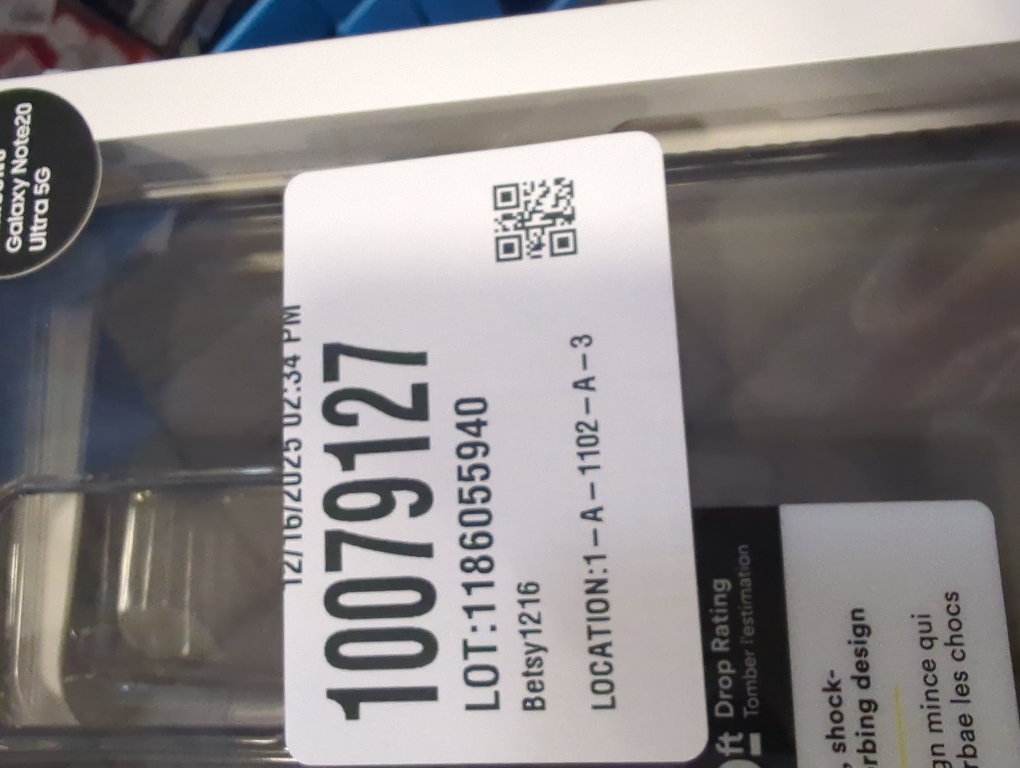 Galaxy Note20
Ultra 5G
12/16/2025 02:34 PM
10079127
LOT:1186055940
Betsy1216
LOCATION:1-A-1102-A-3
ft Drop Rating
Tomber l'estimation
, shock-
rbing design
gn mince qui
rbae les chocs